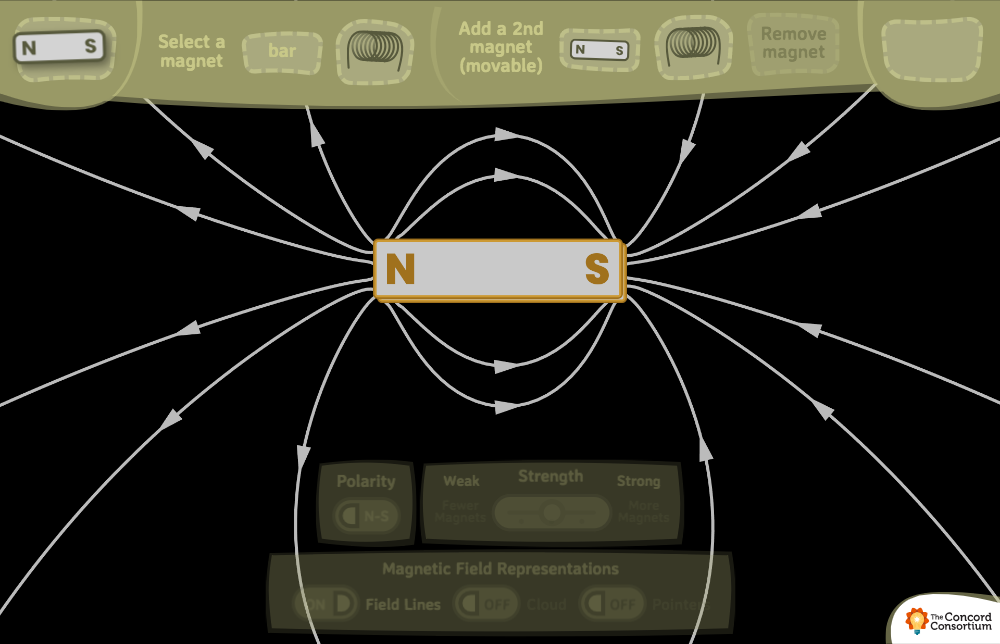 N S
Select a
magnet
bar
Add a 2nd
magnet
(movable)
N S
Remove
magnet
N S
Polarity
N-S
Weak
Fewer
Magnets
Strength
Strong
More
Magnets
Magnetic Field Representations
ON
Field Lines
OFF
Cloud
OFF
Pointers
The Concord
Consortium